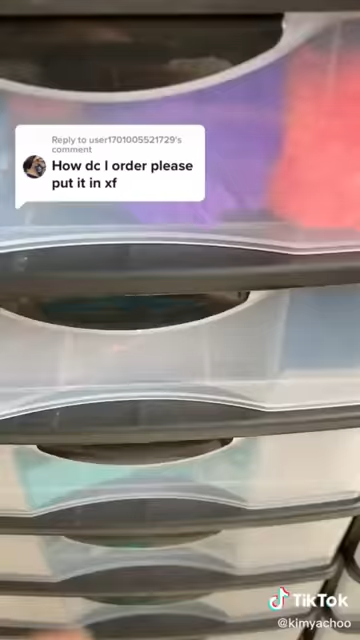 Reply to user1701005521729's
comment
How dc I order please
put it in xf
TikTok
@kimyachoo